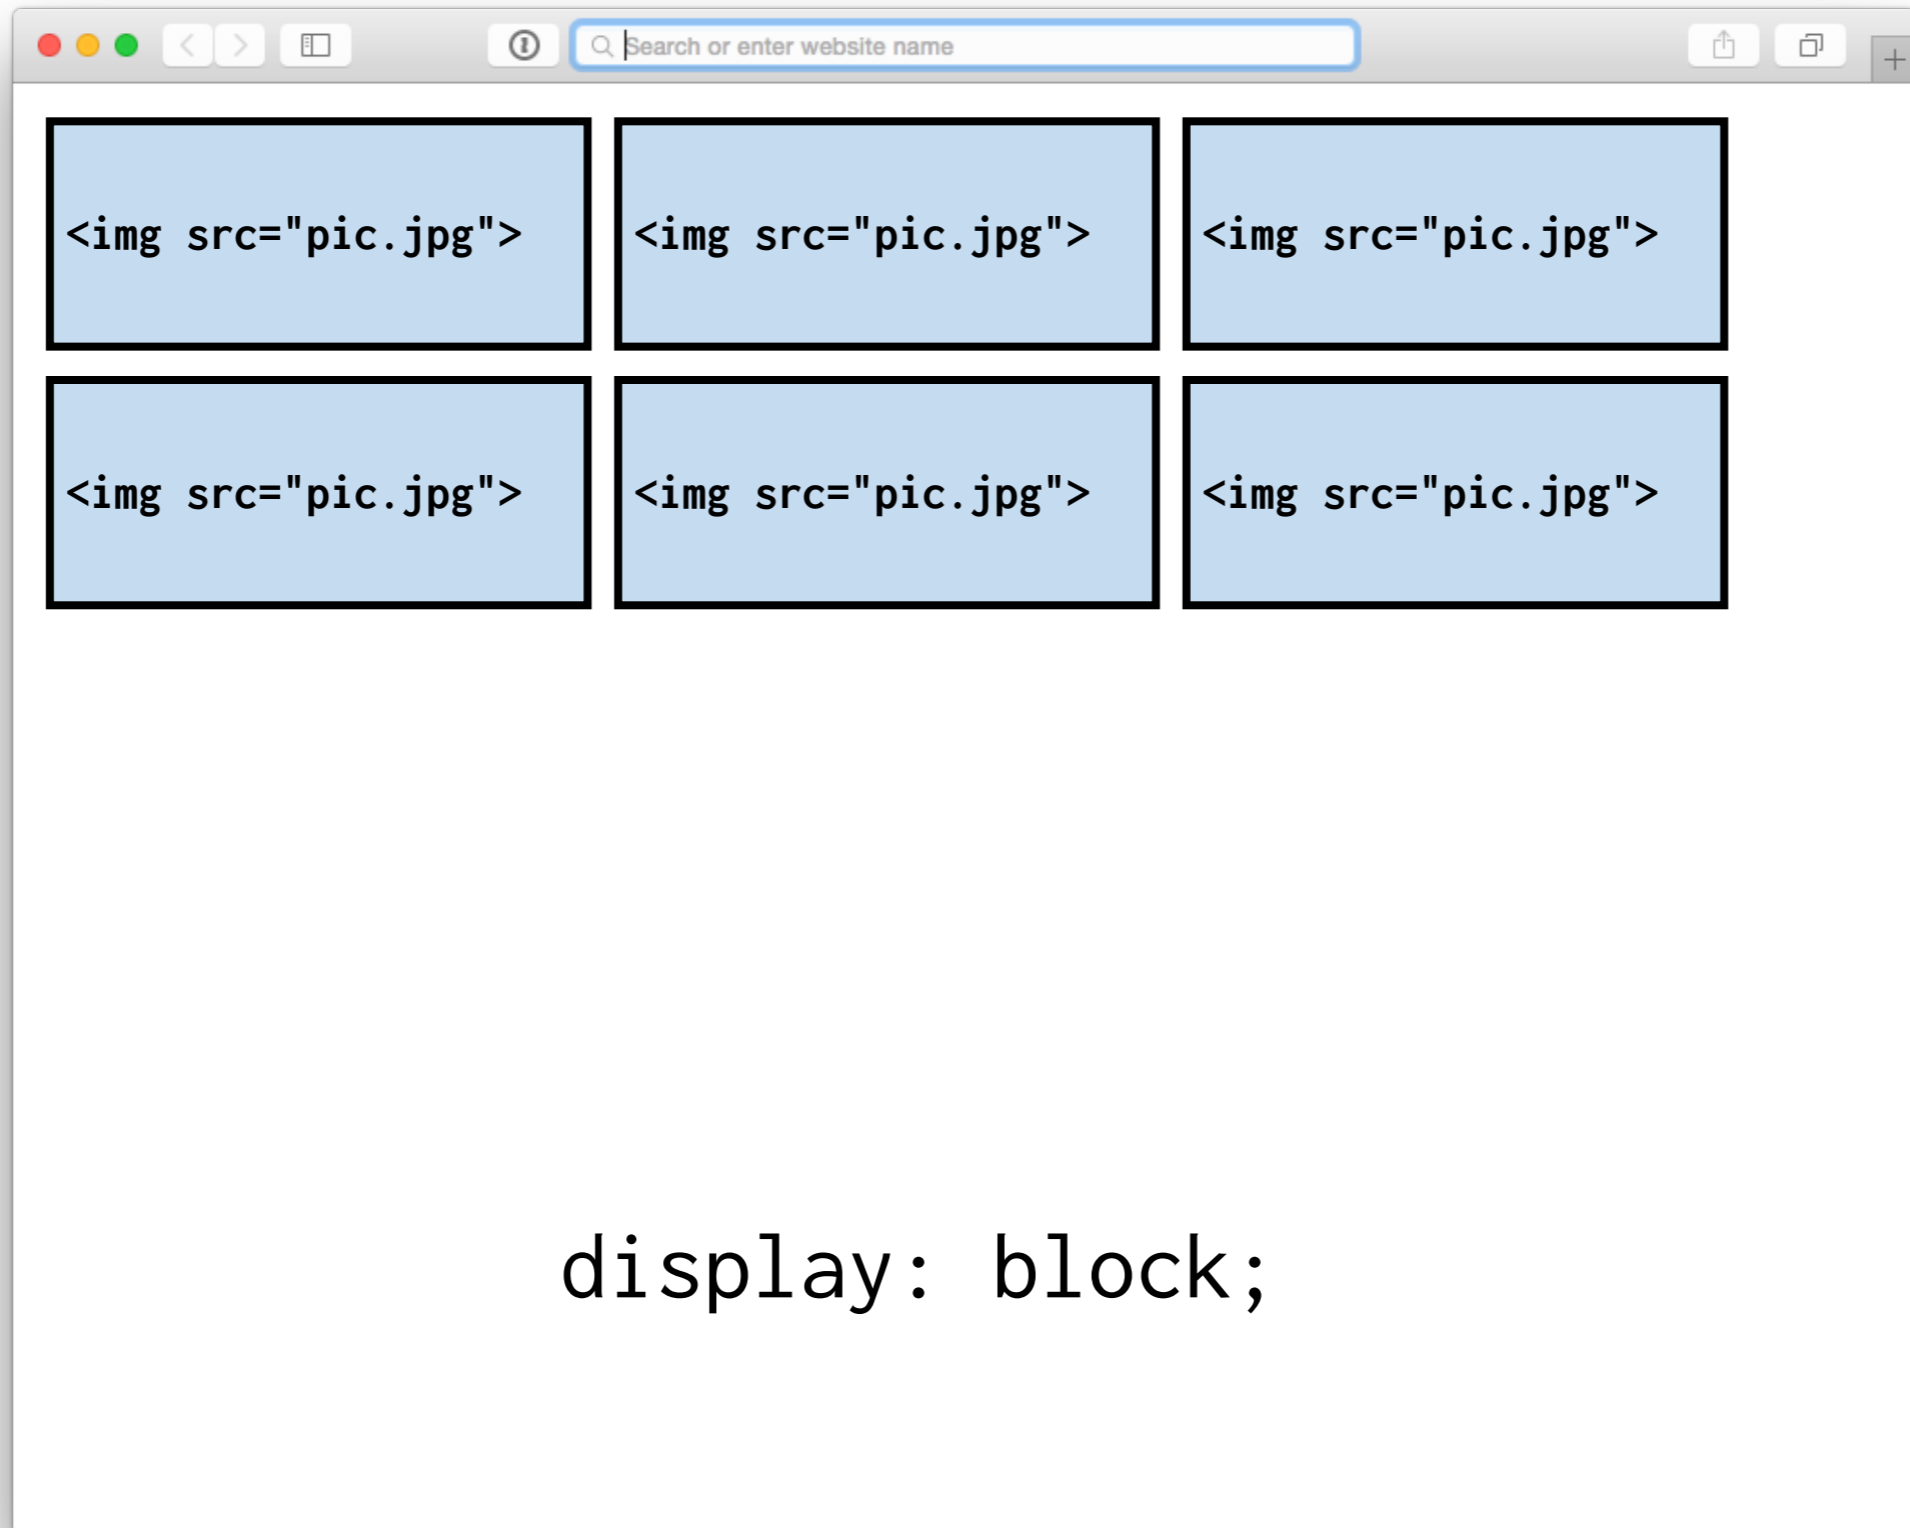 Search or enter website name
<img src="pic.jpg"> <img src="pic.jpg"> <img src="pic.jpg">
<img src="pic.jpg"> <img src="pic.jpg"> <img src="pic.jpg">
display: block;